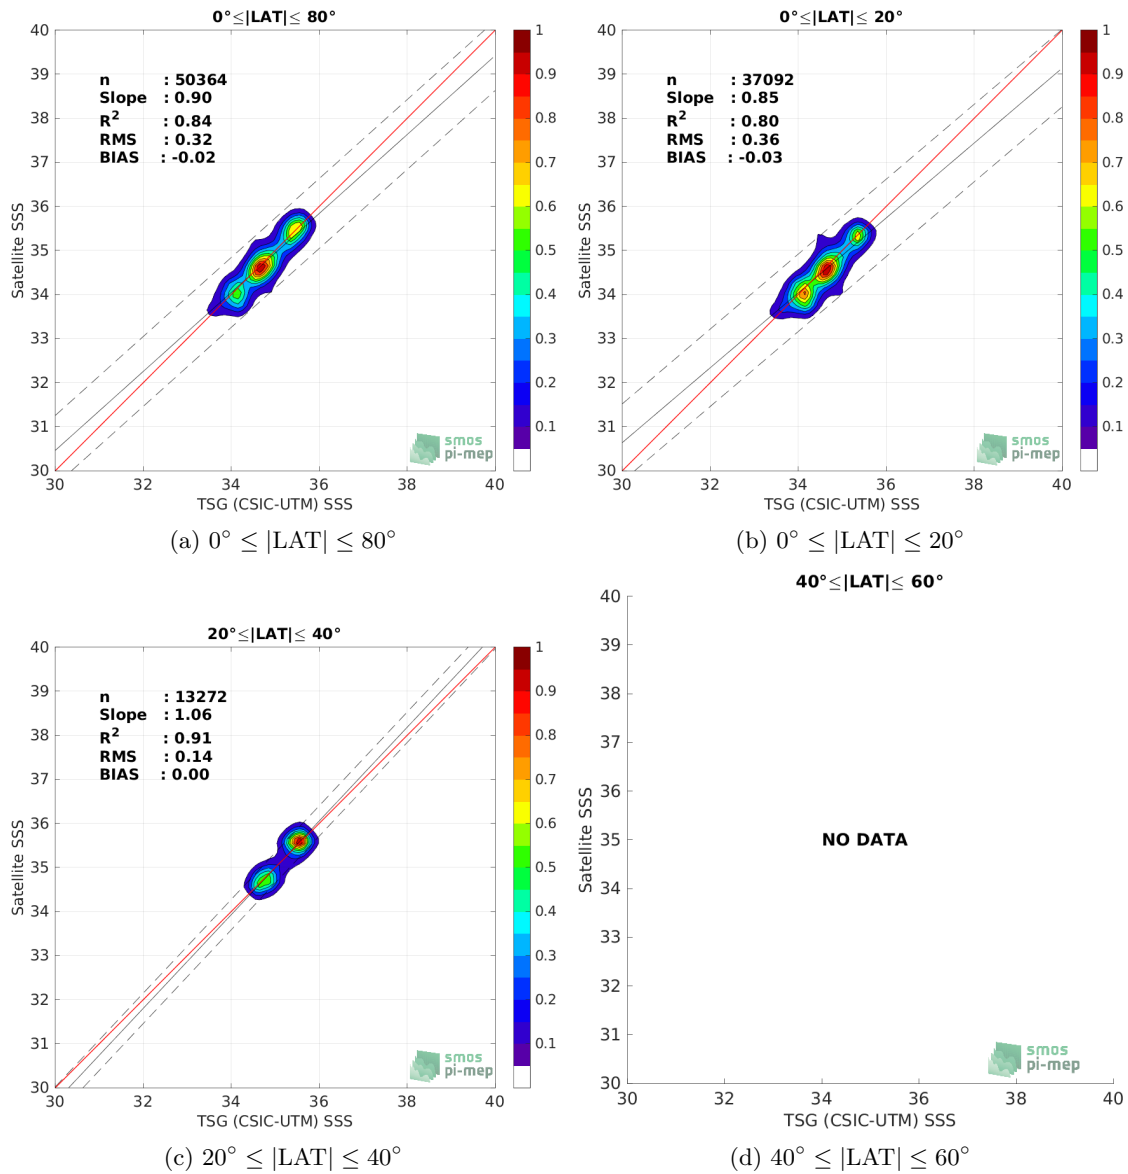 0°≤|LAT|≤ 80°
40
39
38
37
36
35
34
33
32
31
30
Satellite SSS
n : 50364
Slope : 0.90
R² : 0.84
RMS : 0.32
BIAS : -0.02
smos
pi-mep
30 32 34 36 38 40
TSG (CSIC-UTM) SSS
1
0.9
0.8
0.7
0.6
0.5
0.4
0.3
0.2
0.1
(a) 0° ≤ |LAT| ≤ 80°
0°≤|LAT|≤ 20°
40
39
38
37
36
35
34
33
32
31
30
Satellite SSS
n : 37092
Slope : 0.85
R² : 0.80
RMS : 0.36
BIAS : -0.03
smos
pi-mep
30 32 34 36 38 40
TSG (CSIC-UTM) SSS
1
0.9
0.8
0.7
0.6
0.5
0.4
0.3
0.2
0.1
(b) 0° ≤ |LAT| ≤ 20°
20°≤|LAT|≤ 40°
40
39
38
37
36
35
34
33
32
31
30
Satellite SSS
n : 13272
Slope : 1.06
R² : 0.91
RMS : 0.14
BIAS : 0.00
smos
pi-mep
30 32 34 36 38 40
TSG (CSIC-UTM) SSS
1
0.9
0.8
0.7
0.6
0.5
0.4
0.3
0.2
0.1
(c) 20° ≤ |LAT| ≤ 40°
40°≤|LAT|≤ 60°
40
39
38
37
36
35
34
33
32
31
30
Satellite SSS
NO DATA
smos
pi-mep
30 32 34 36 38 40
TSG (CSIC-UTM) SSS
(d) 40° ≤ |LAT| ≤ 60°